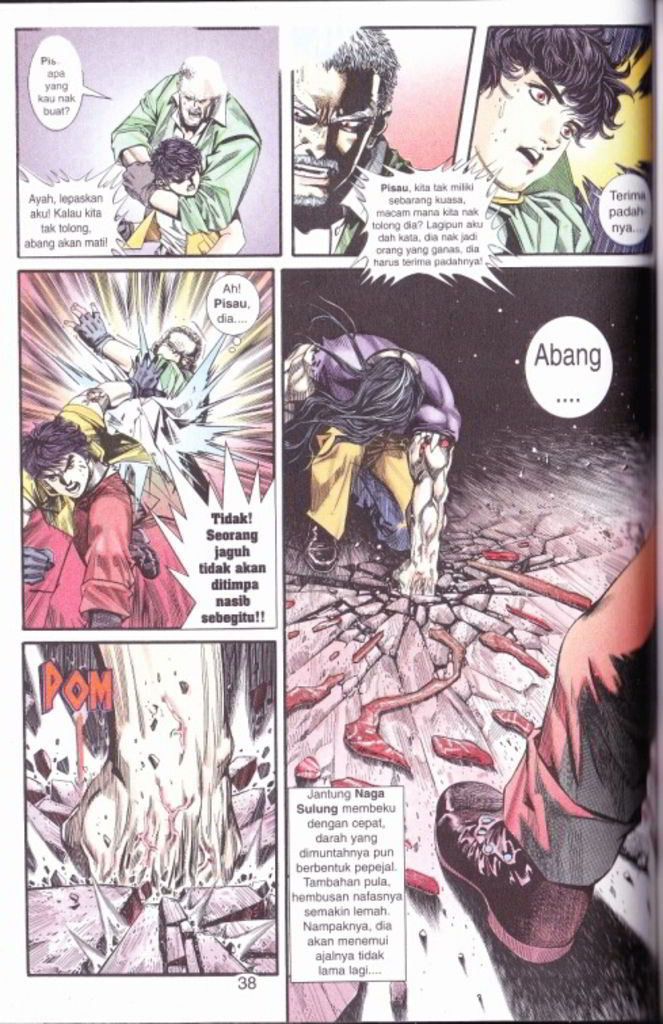 Pis..
apa
yang
kau nak
buat?
Ayah, lepaskan
aku! Kalau kita
tak tolong,
abang akan mati!
Pisau, kita tak miliki
sebarang kuasa,
macam mana kita nak
tolong dia? Lagipun ayah
dah kata, dia nak jadi
orang yang ganas, dia
harus terima padahnya!
Terima
padah-
nya...
Ah!
Pisau,
dia....
Tidak!
Seorang
jaguh
tidak akan
ditimpa
nasib
sebegitu!!
Abang
....
POM
Jantung Naga
Sulung membeku
dengan cepat,
darah yang
dimuntahnya pun
berbentuk pepejal.
Tambahan pula,
hembusan nafasnya
semakin lemah.
Nampaknya, dia
akan menemui
ajalnya tidak
lama lagi....
38